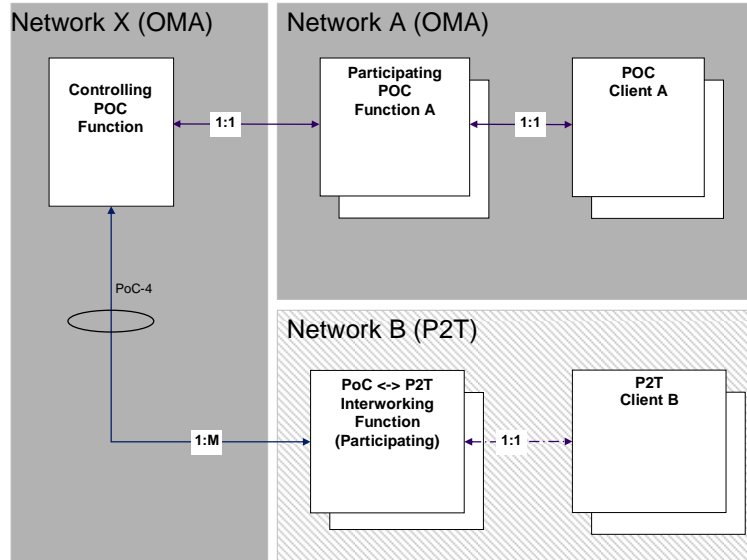 Network X (OMA)
Controlling
POC
Function
1:1
Network A (OMA)
Participating
POC
Function A
1:1
POC
Client A
PoC-4
1:M
Network B (P2T)
PoC <-> P2T
Interworking
Function
(Participating)
1:1
P2T
Client B